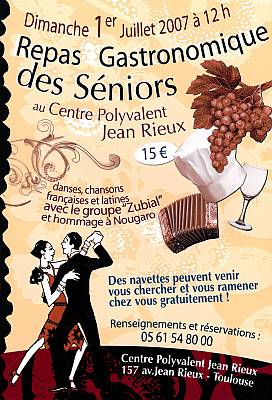 Dimanche 1er Juillet 2007 à 12 h
Repas Gastronomique
des Séniors
au Centre Polyvalent
Jean Rieux
15 €
danses, chansons
françaises et latines
avec le groupe "Zubial"
et hommage à Nougaro
Des navettes peuvent venir
vous chercher et vous ramener
chez vous gratuitement !
Renseignements et réservations :
05 61 54 80 00
Centre Polyvalent Jean Rieux
157 av.Jean Rieux - Toulouse